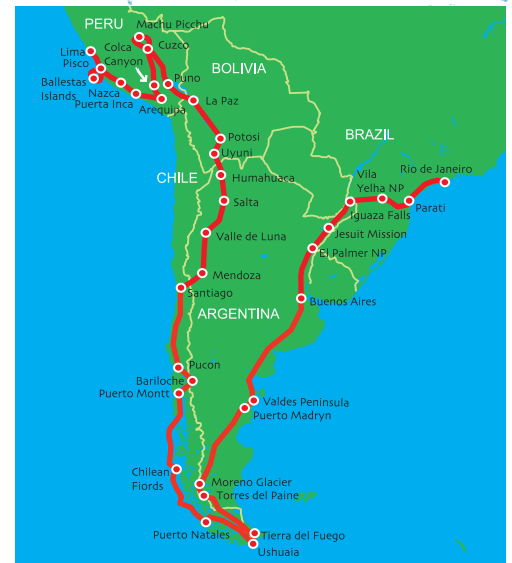 PERU
Machu Picchu
Lima
Colca
Cuzco
Pisco
Canyon
BOLIVIA
Ballestas
Islands
Puno
Nazca
La Paz
Puerta Inca
Arequipa
Potosi
BRAZIL
Uyuni
Rio de Janeiro
CHILE
Humahuaca
Vila
Yelha NP
Salta
Parati
Iguaza Falls
Jesuit Mission
Valle de Luna
El Palmer NP
Mendoza
Santiago
Buenos Aires
ARGENTINA
Pucon
Bariloche
Puerto Montt
Valdes Peninsula
Puerto Madryn
Chilean
Fiords
Moreno Glacier
Torres del Paine
Puerto Natales
Tierra del Fuego
Ushuaia